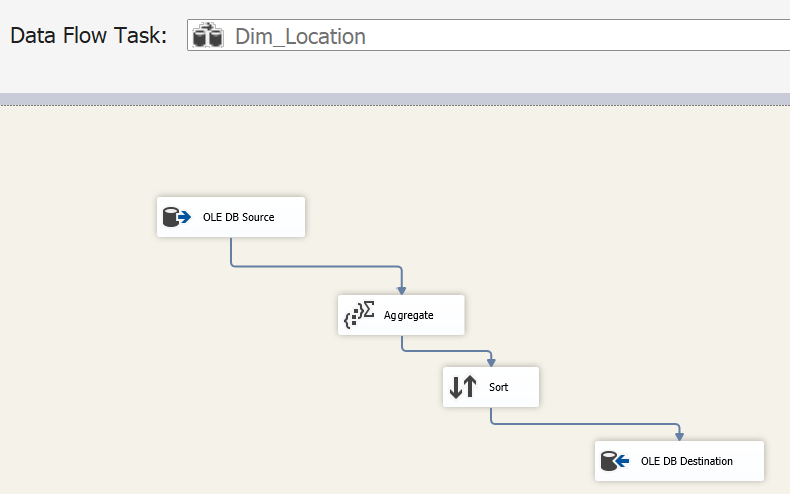 Data Flow Task: Dim_Location
OLE DB Source
Aggregate
Sort
OLE DB Destination